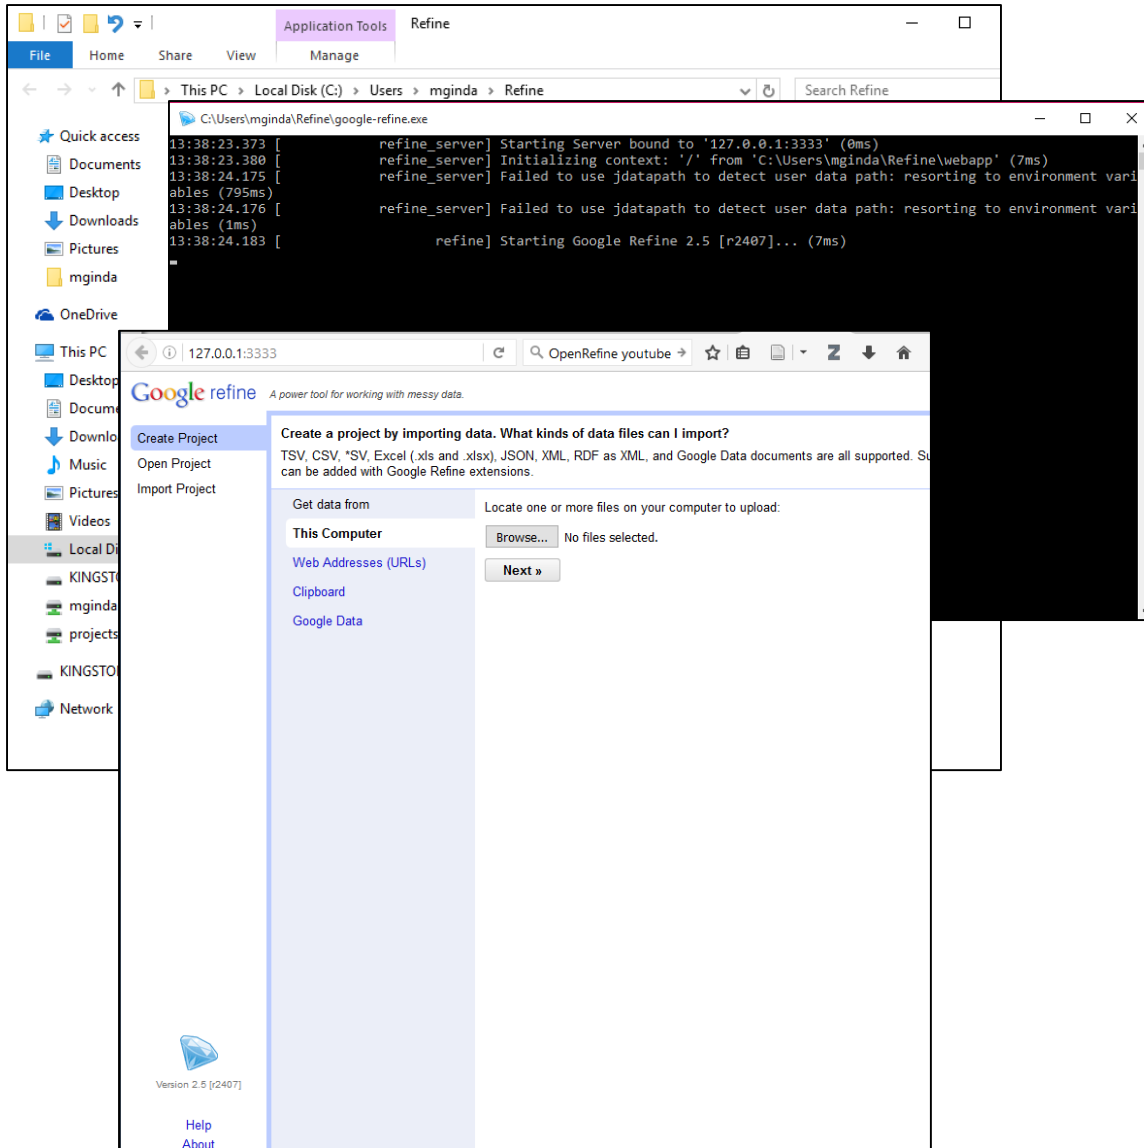 Application Tools Refine
File Home Share View Manage
This PC > Local Disk (C:) > Users > mginda > Refine
Search Refine
Quick access
Documents
Desktop
Downloads
Pictures
mginda
OneDrive
This PC
Desktop
Docume
Downlo
Music
Pictures
Videos
Local Di
KINGST
mginda
projects
KINGSTO
Network
C:\Users\mginda\Refine\google-refine.exe
13:38:23.373 [ refine_server] Starting Server bound to '127.0.0.1:3333' (0ms)
13:38:23.380 [ refine_server] Initializing context: '/' from 'C:\Users\mginda\Refine\webapp' (7ms)
13:38:24.175 [ refine_server] Failed to use jdatapath to detect user data path: resorting to environment vari
ables (795ms)
13:38:24.176 [ refine_server] Failed to use jdatapath to detect user data path: resorting to environment vari
ables (1ms)
13:38:24.183 [ refine] Starting Google Refine 2.5 [r2407]... (7ms)
127.0.0.1:3333
OpenRefine youtube
Google refine A power tool for working with messy data.
Create Project
Open Project
Import Project
Create a project by importing data. What kinds of data files can I import?
TSV, CSV, *SV, Excel (.xls and .xlsx), JSON, XML, RDF as XML, and Google Data documents are all supported. Su
can be added with Google Refine extensions.
Get data from
This Computer
Web Addresses (URLs)
Clipboard
Google Data
Locate one or more files on your computer to upload:
Browse... No files selected.
Next »
Version 2.5 [r2407]
Help
About